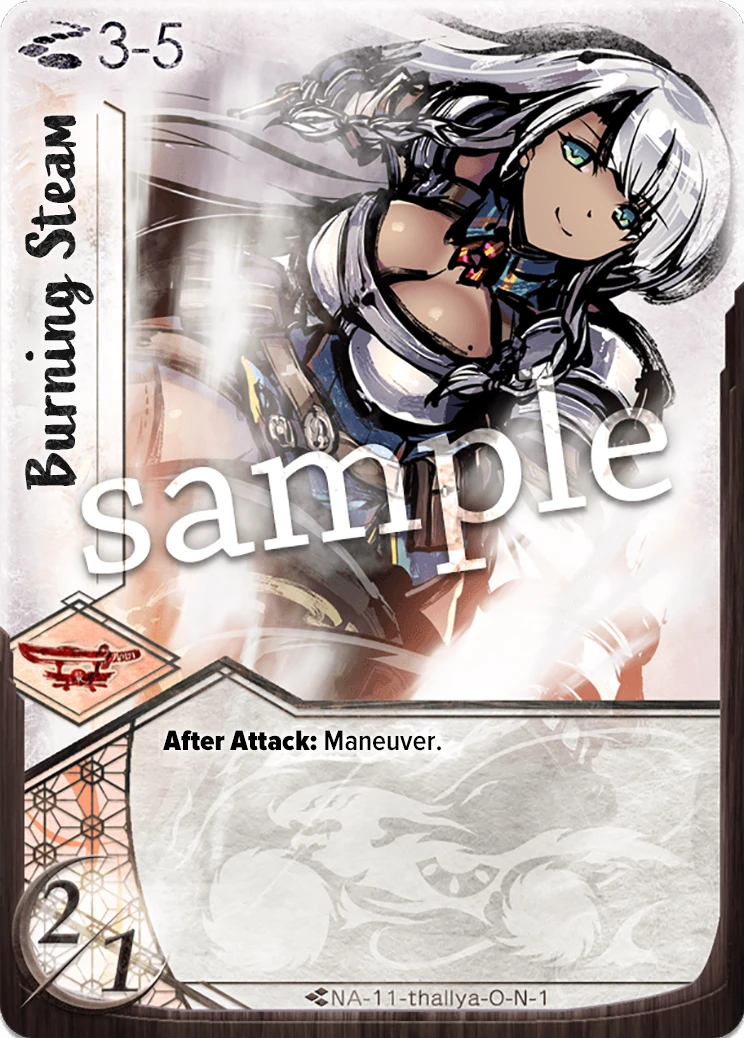 3-5
Burning Steam
sample
After Attack: Maneuver.
2/1
NA-11-thallya-O-N-1